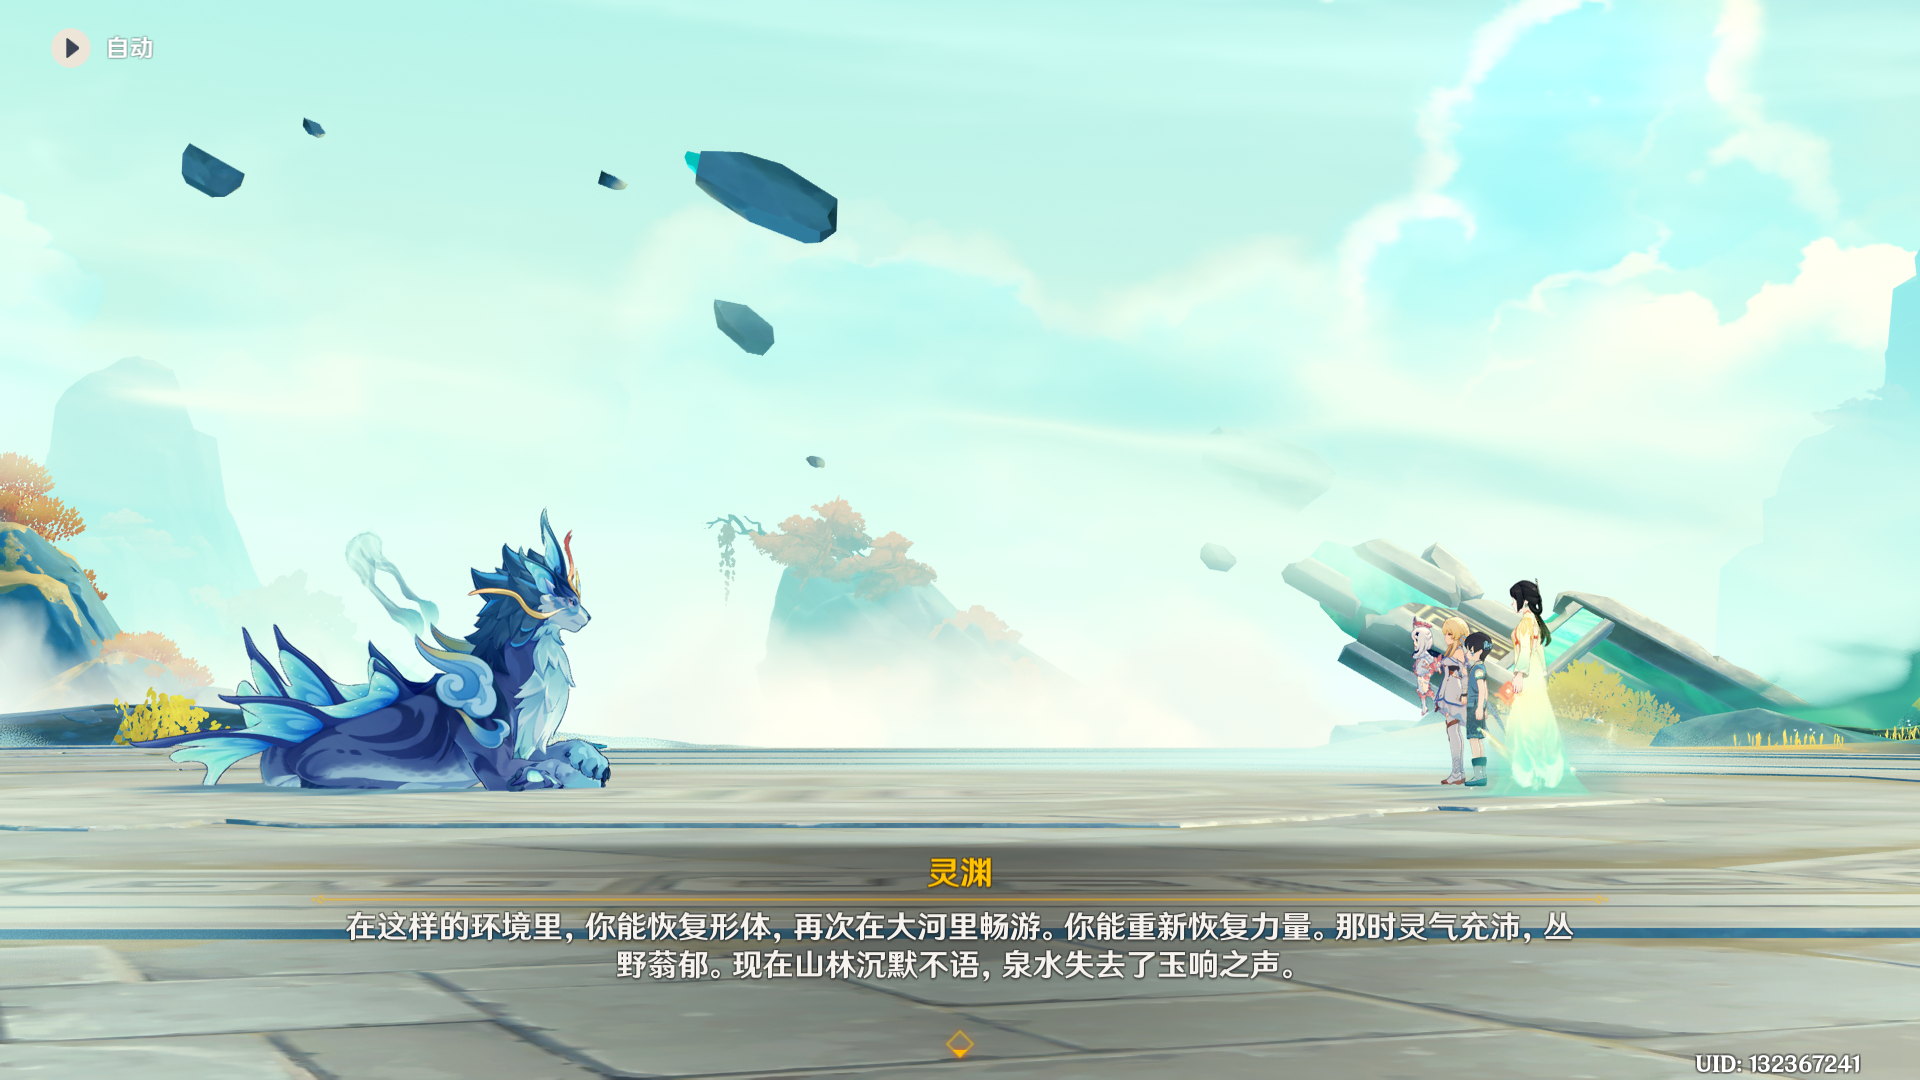 自动
灵渊
在这样的环境里，你能恢复形体，再次在大河里畅游。你能重新恢复力量。那时灵气充沛，丛
野蓊郁。现在山林沉默不语，泉水失去了玉响之声。
UID: 132367241